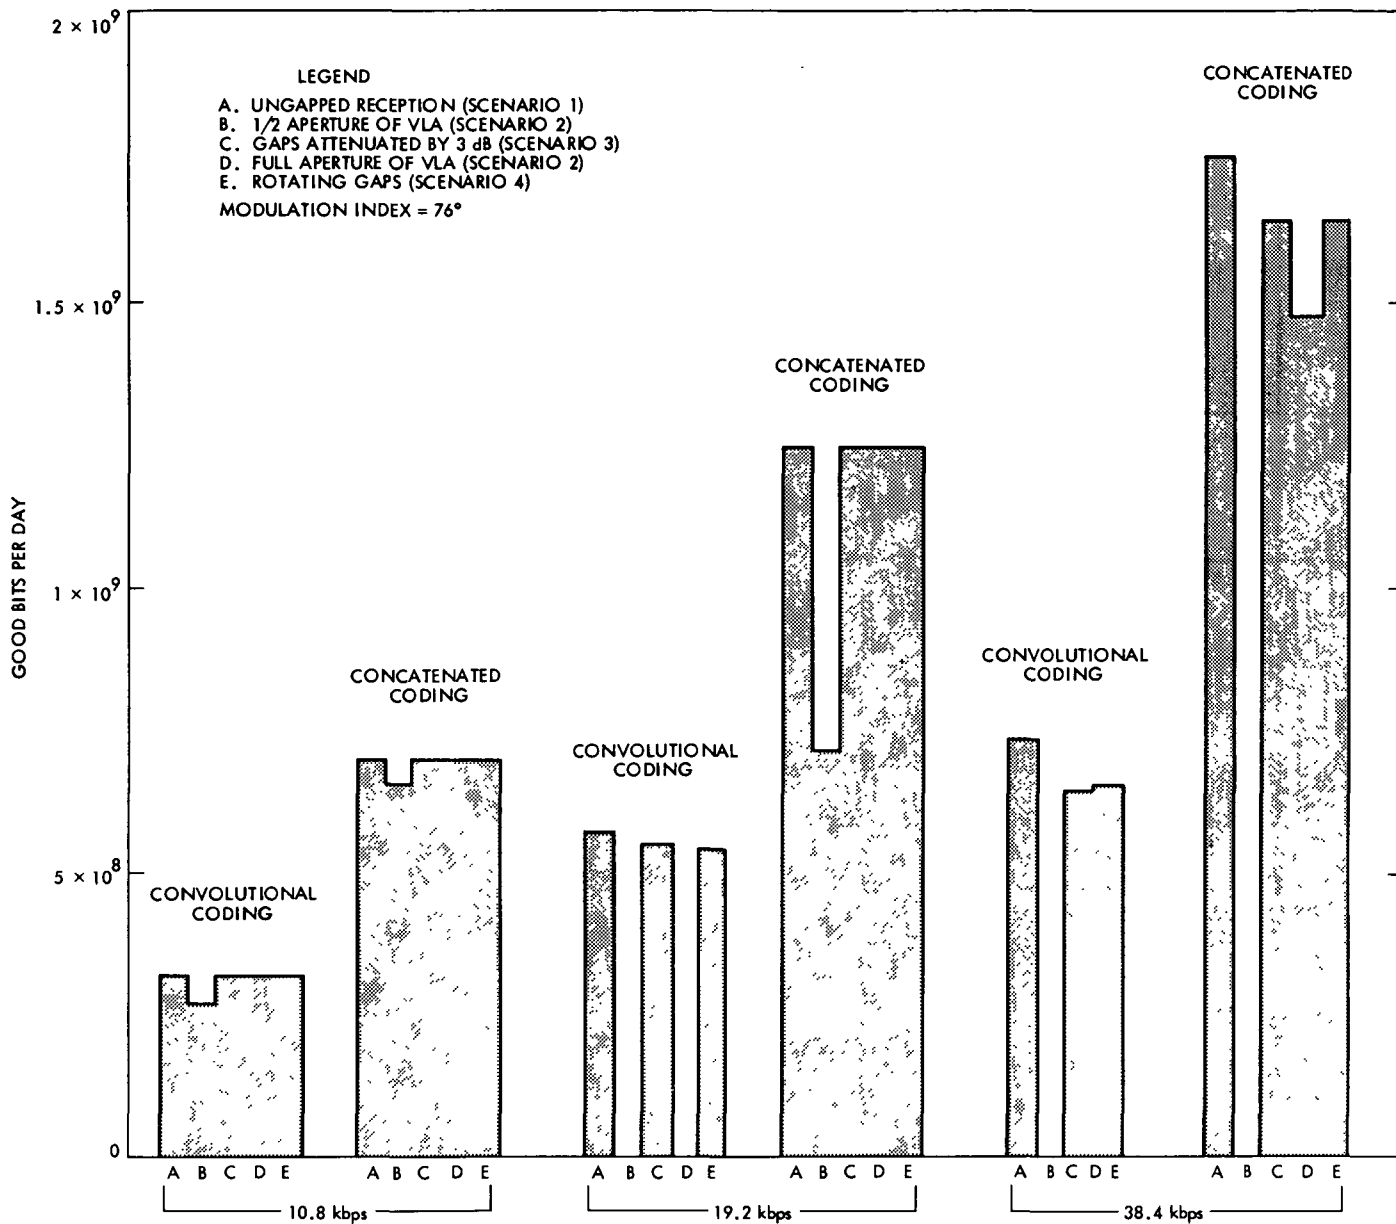 2 × 10⁹
1.5 × 10⁹
1 × 10⁹
5 × 10⁸
0
GOOD BITS PER DAY
LEGEND
A. UNGAPPED RECEPTION (SCENARIO 1)
B. 1/2 APERTURE OF VLA (SCENARIO 2)
C. GAPS ATTENUATED BY 3 dB (SCENARIO 3)
D. FULL APERTURE OF VLA (SCENARIO 2)
E. ROTATING GAPS (SCENARIO 4)
MODULATION INDEX = 76°
CONVOLUTIONAL
CODING
CONCATENATED
CODING
CONVOLUTIONAL
CODING
CONCATENATED
CODING
CONVOLUTIONAL
CODING
CONCATENATED
CODING
A B C D E A B C D E A B C D E A B C D E A B C D E A B C D E
10.8 kbps 19.2 kbps 38.4 kbps